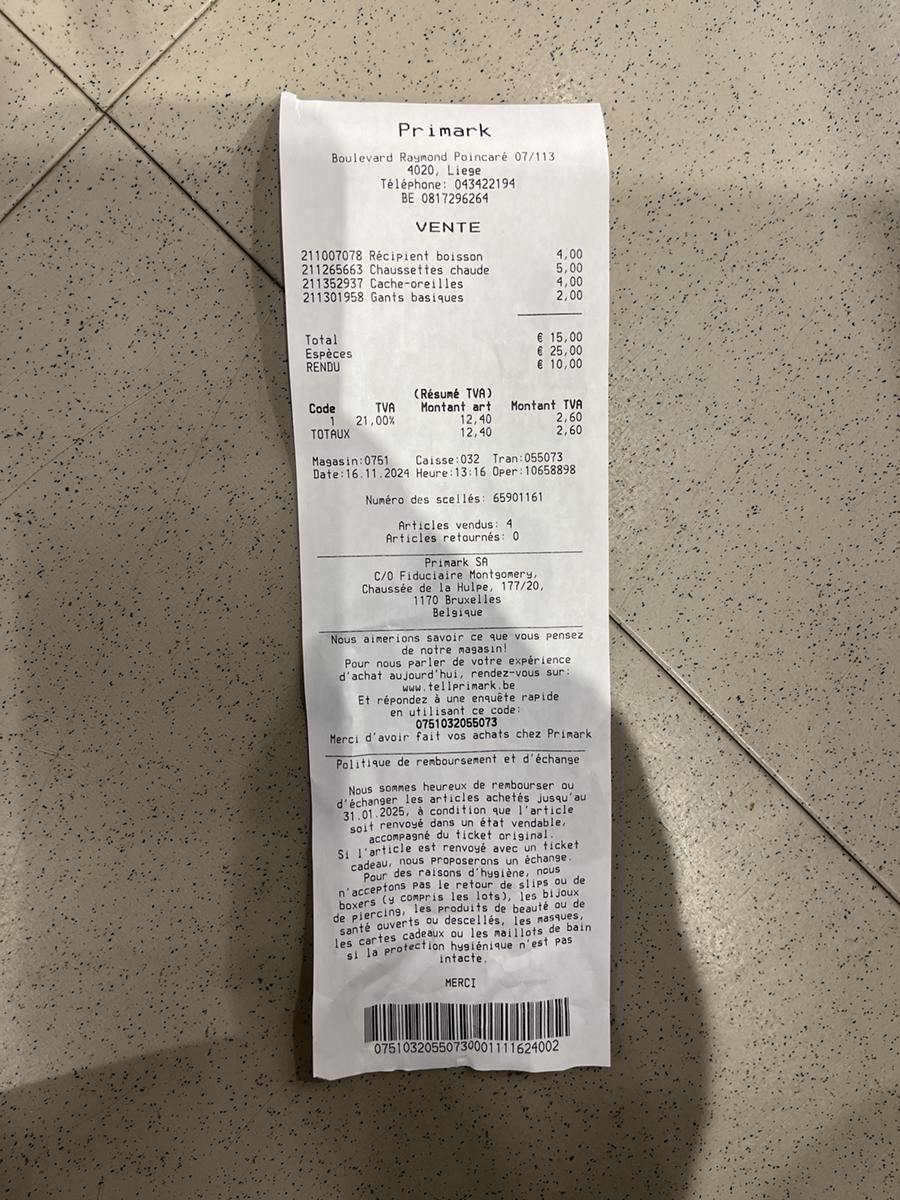 Primark
Boulevard Raymond Poincaré 07/113
4020, Liege
Téléphone: 043422194
BE 0817296264
VENTE
211007078 Récipient boisson 4,00
211265663 Chaussettes chaude 5,00
211352937 Cache-oreilles 4,00
211301958 Gants basiques 2,00
Total € 15,00
Espèces € 25,00
RENDU € 10,00
(Résumé TVA)
Code TVA Montant art Montant TVA
1 21,00% 12,40 2,60
TOTAUX 12,40 2,60
Magasin:0751 Caisse:032 Tran:055073
Date:16.11.2024 Heure:13:16 Oper:10658898
Numéro des scellés: 65901161
Articles vendus: 4
Articles retournés: 0
Primark SA
C/O Fiduciaire Montgomery,
Chaussée de la Hulpe, 177/20,
1170 Bruxelles
Belgique
Nous aimerions savoir ce que vous pensez
de notre magasin!
Pour nous parler de votre expérience
d'achat aujourd'hui, rendez-vous sur:
www.tellprimark.be
Et répondez à une enquête rapide
en utilisant ce code:
0751032055073
Merci d'avoir fait vos achats chez Primark
Politique de remboursement et d'échange
Nous sommes heureux de rembourser ou
d'échanger les articles achetés jusqu'au
31.01.2025, à condition que l'article
soit renvoyé dans un état vendable,
accompagné du ticket original.
Si l'article est renvoyé avec un ticket
cadeau, nous proposerons un échange.
Pour des raisons d'hygiène, nous
n'acceptons pas le retour de slips ou de
boxers (y compris les lots), les bijoux
de piercing, les produits de beauté ou de
santé ouverts ou descellés, les masques,
les cartes cadeaux ou les maillots de bain
si la protection hygiénique n'est pas
intacte.
MERCI
07510320550730001111624002